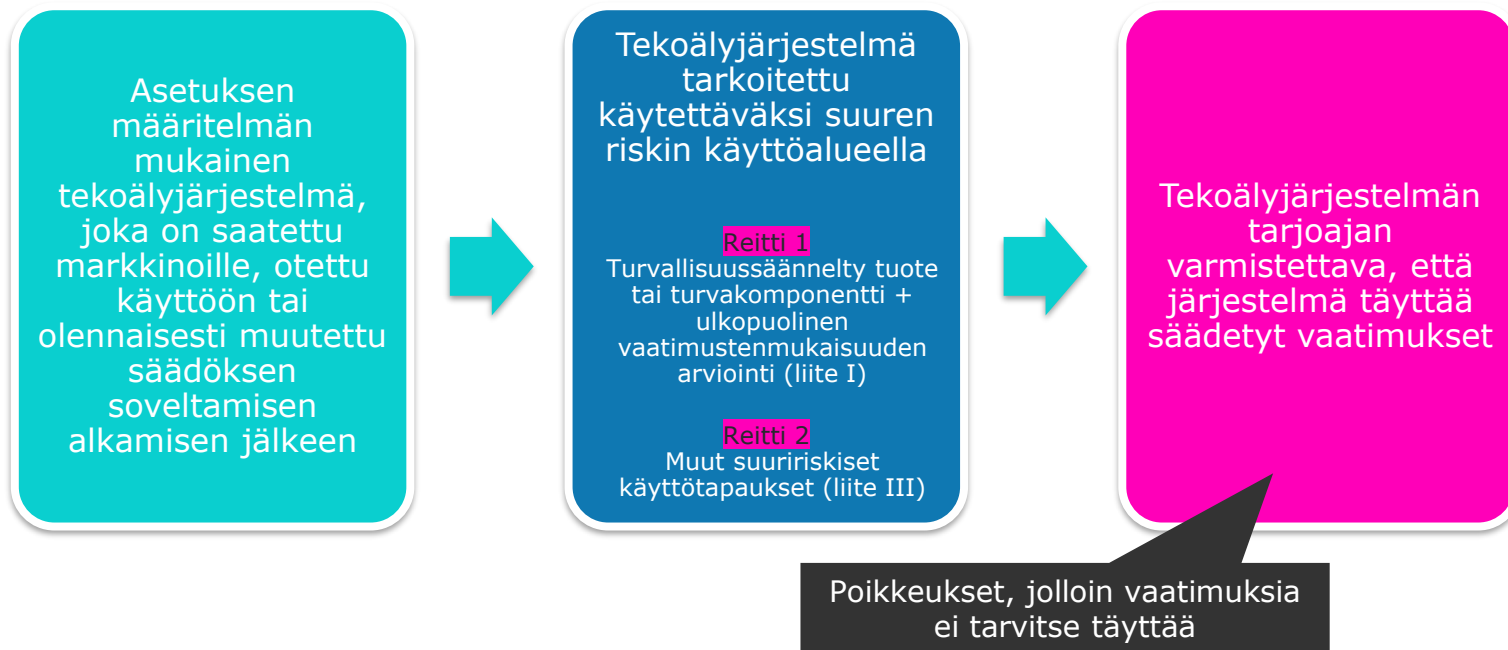 Asetuksen
määritelmän
mukainen
tekoälyjärjestelmä,
joka on saatettu
markkinoille, otettu
käyttöön tai
olennaisesti muutettu
säädöksen
soveltamisen
alkamisen jälkeen
Tekoälyjärjestelmä
tarkoitettu
käytettäväksi suuren
riskin käyttöalueella
Reitti 1
Turvallisuussäännelty tuote
tai turvakomponentti +
ulkopuolinen
vaatimustenmukaisuuden
arviointi (liite I)
Reitti 2
Muut suuririskiset
käyttötapaukset (liite III)
Tekoälyjärjestelmän
tarjoajan
varmistettava, että
järjestelmä täyttää
säädetyt vaatimukset
Poikkeukset, jolloin vaatimuksia
ei tarvitse täyttää